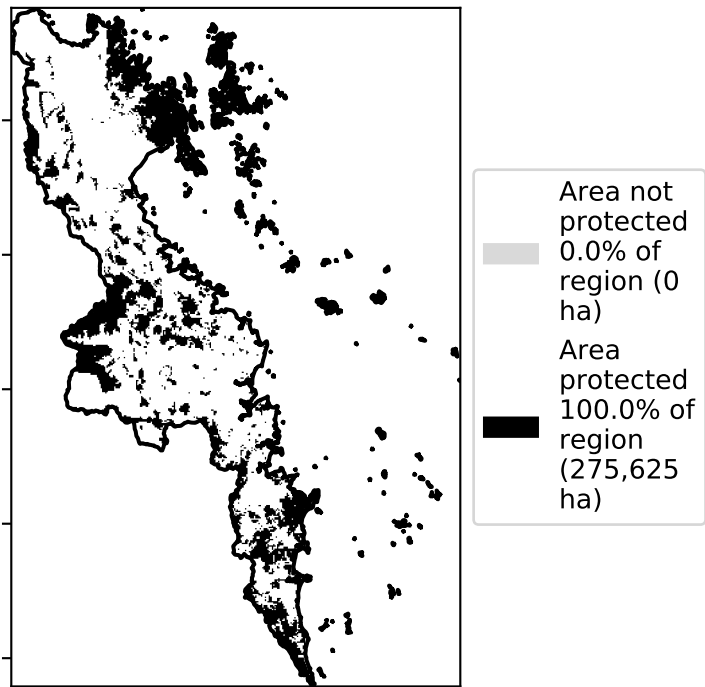 Area not
protected
0.0% of
region (0
ha)
Area
protected
100.0% of
region
(275,625
ha)